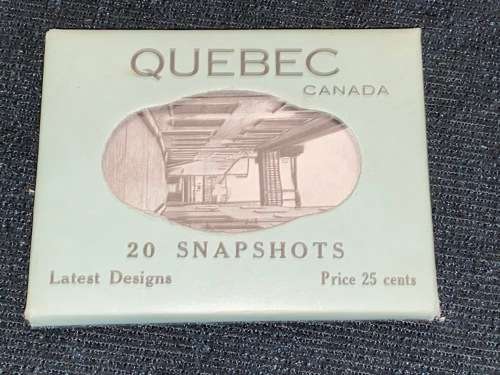 QUEBEC
CANADA
20 SNAPSHOTS
Latest Designs Price 25 cents